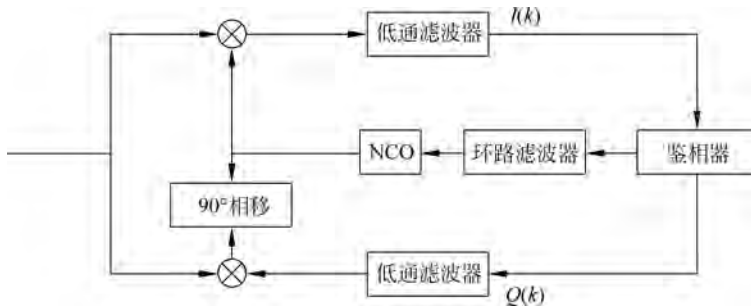 低通滤波器
I(k)
NCO
环路滤波器
鉴相器
90°相移
低通滤波器
Q(k)